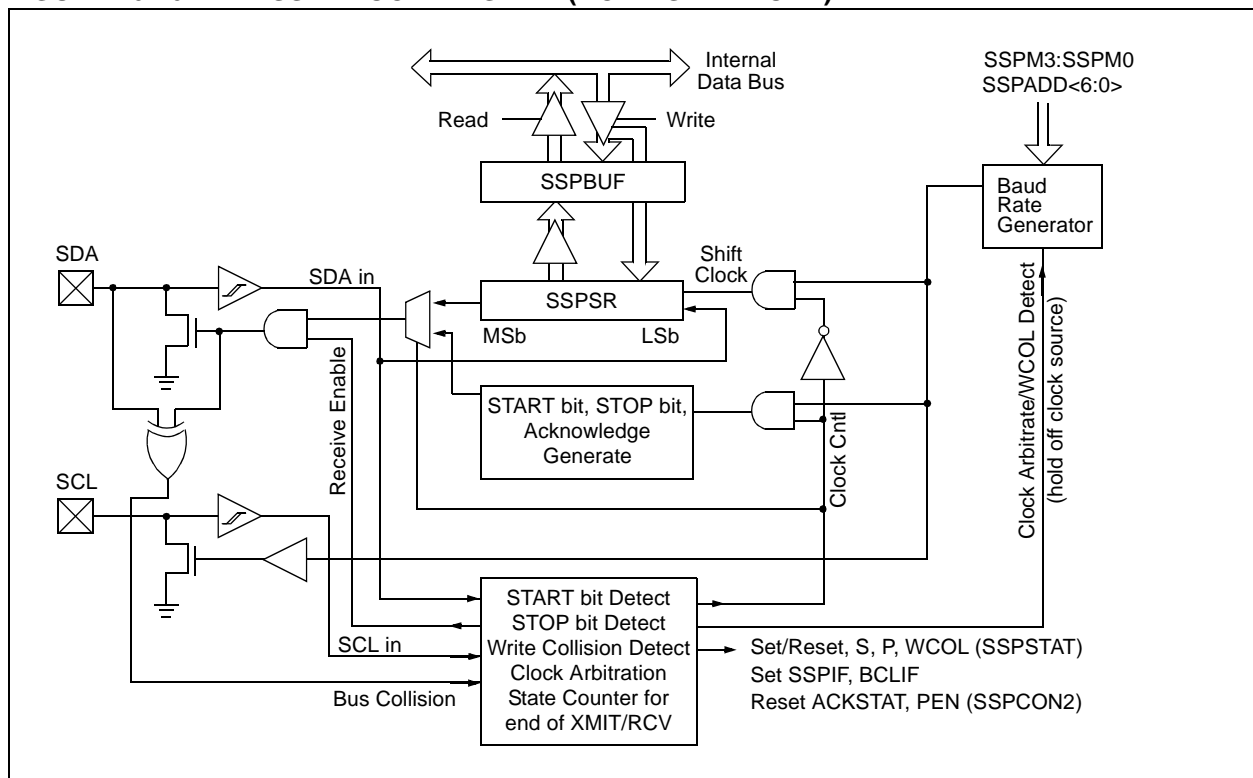 Internal
Data Bus
SSPM3:SSPM0
SSPADD<6:0>
Read
Write
SSPBUF
Baud
Rate
Generator
SDA
SDA in
Shift
Clock
SSPSR
MSb
LSb
START bit, STOP bit,
Acknowledge
Generate
Receive Enable
Clock Cntl
Clock Arbitrate/WCOL Detect
(hold off clock source)
SCL
SCL in
Bus Collision
START bit Detect
STOP bit Detect
Write Collision Detect
Clock Arbitration
State Counter for
end of XMIT/RCV
Set/Reset, S, P, WCOL (SSPSTAT)
Set SSPIF, BCLIF
Reset ACKSTAT, PEN (SSPCON2)